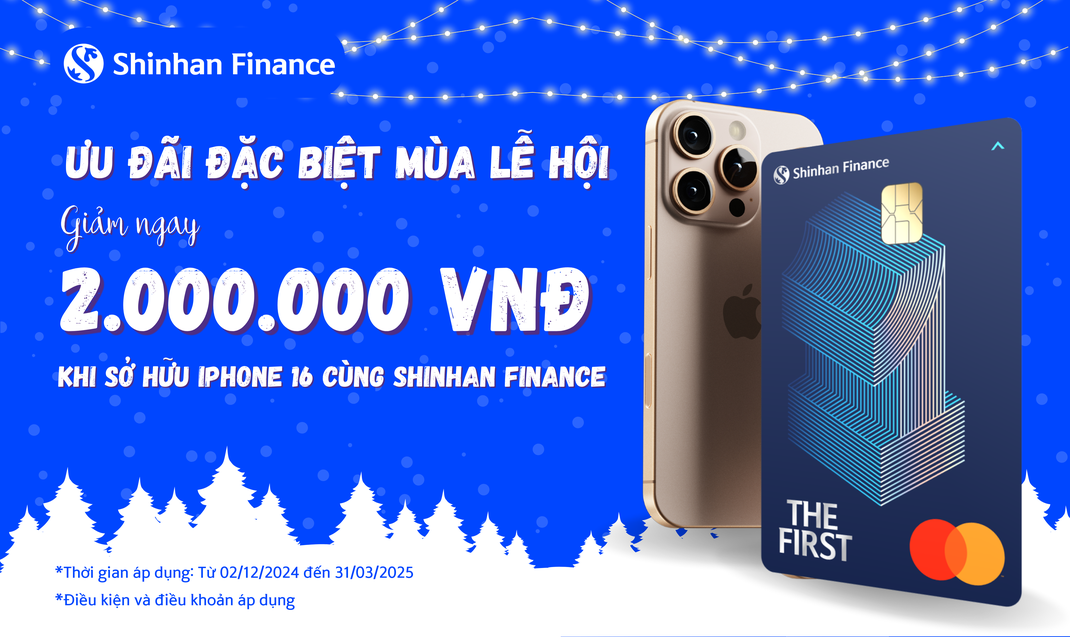 Shinhan Finance
ƯU ĐÃI ĐẶC BIỆT MÙA LỄ HỘI
Giảm ngay
2.000.000 VNĐ
KHI SỞ HỮU IPHONE 16 CÙNG SHINHAN FINANCE
*Thời gian áp dụng: Từ 02/12/2024 đến 31/03/2025
*Điều kiện và điều khoản áp dụng
Shinhan Finance
THE
FIRST